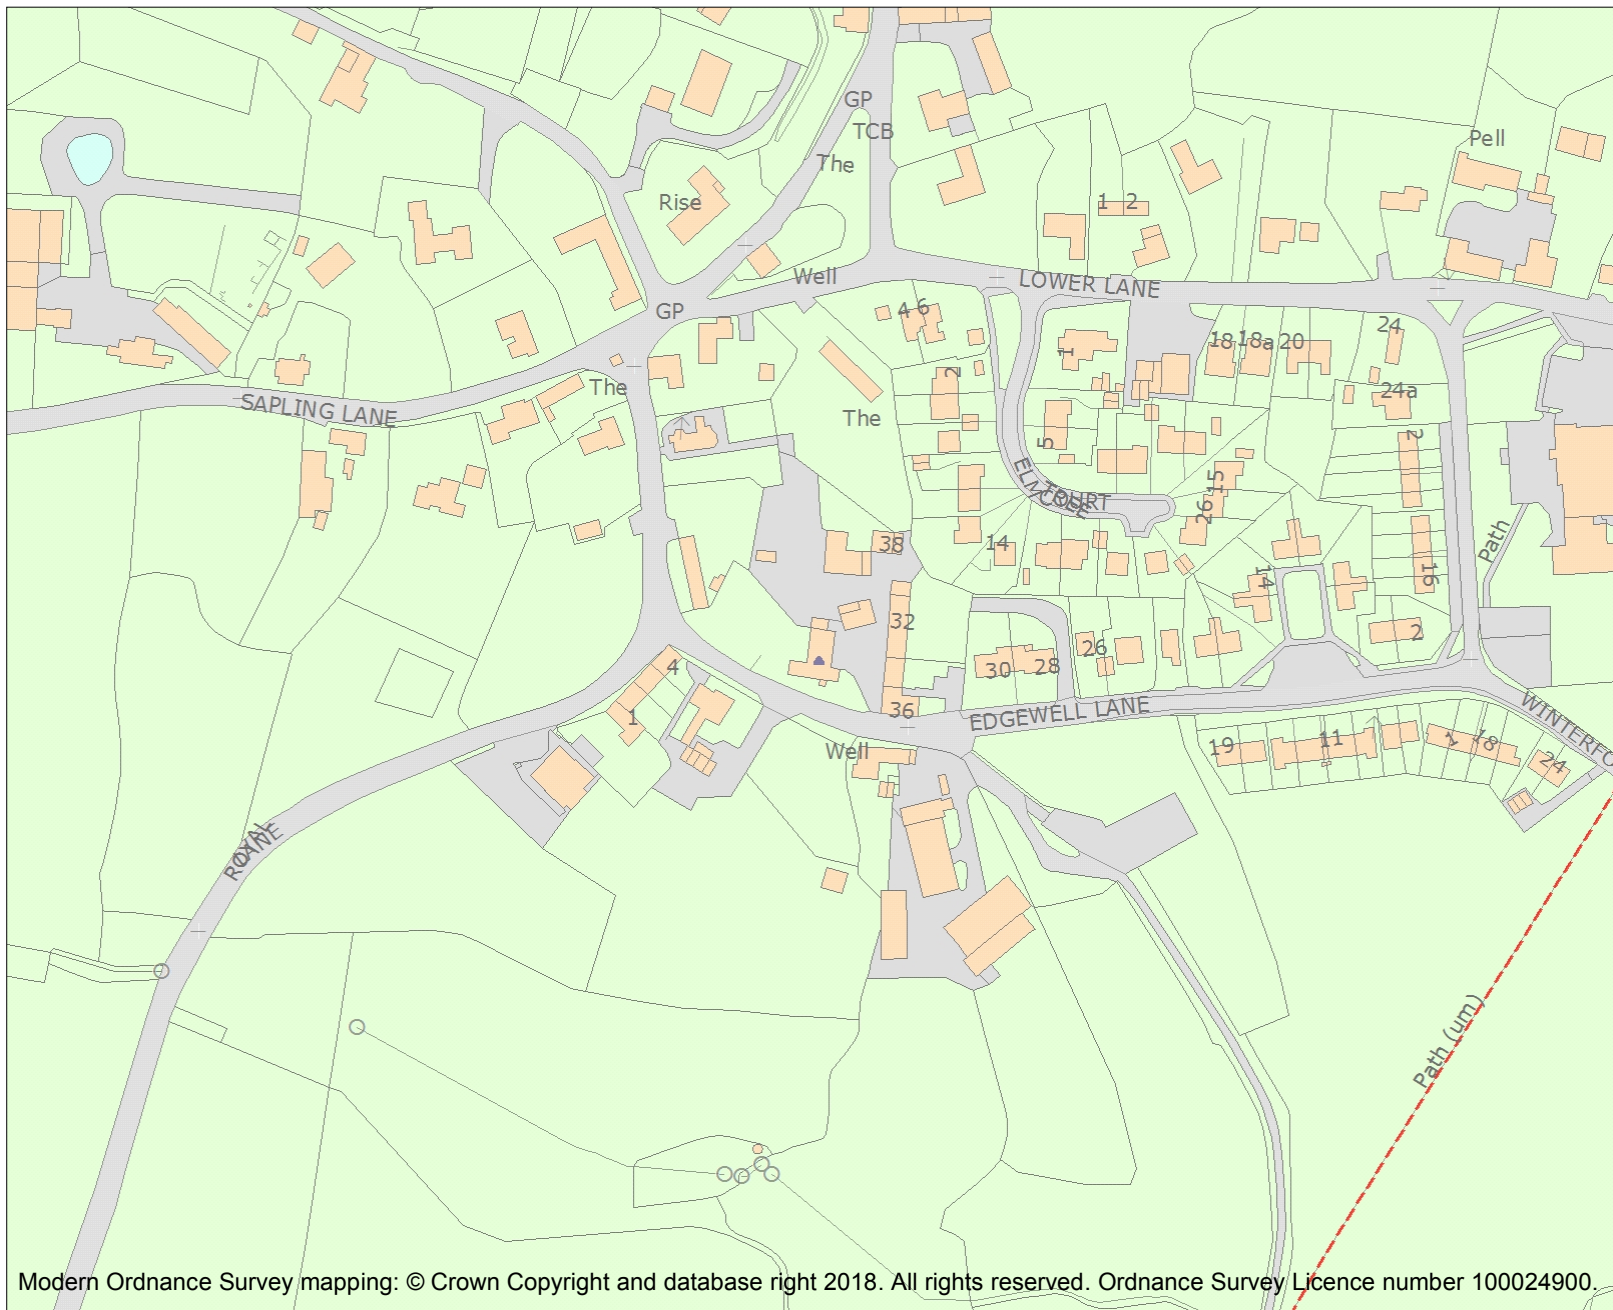 GP
TCB
The
Pell
Rise
1 2
Well
LOWER LANE
GP
4 6
1
18 18a 20
24
The
2
24a
SAPLING LANE
The
5
2
ELM
COURT
15
26
38
14
Path
14
16
32
2
4
26
30
28
36
EDGEWELL LANE
1
WINTERFO
Well
19
11
1
18
24
ROYAL
LANE
Path (um)
Modern Ordnance Survey mapping: © Crown Copyright and database right 2018. All rights reserved. Ordnance Survey Licence number 100024900.